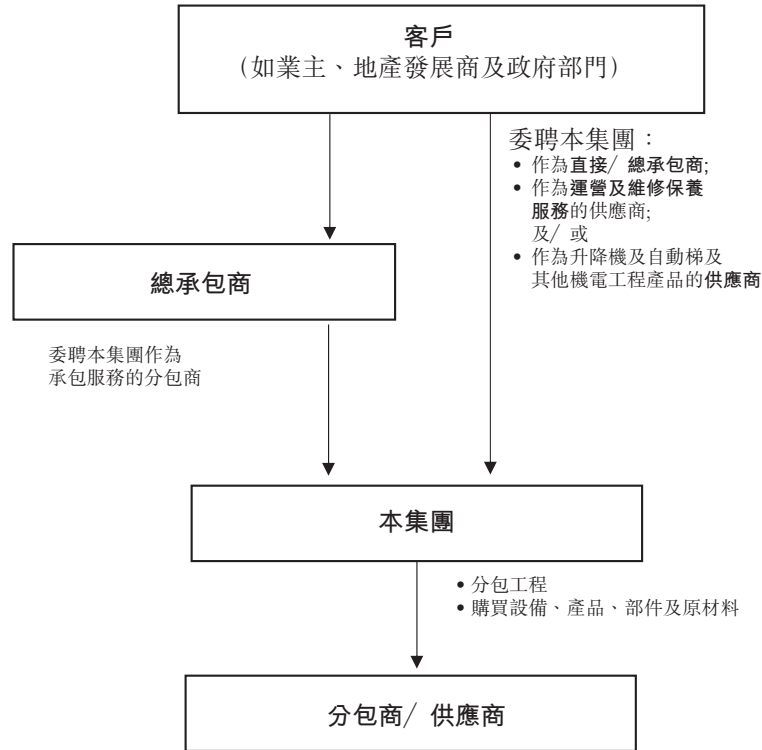 客戶
（如業主、地產發展商及政府部門）
委聘本集團：
• 作為直接/ 總承包商;
• 作為運營及維修保養
服務的供應商;
及/ 或
• 作為升降機及自動梯及
其他機電工程產品的供應商
總承包商
委聘本集團作為
承包服務的分包商
本集團
• 分包工程
• 購買設備、產品、部件及原材料
分包商/ 供應商